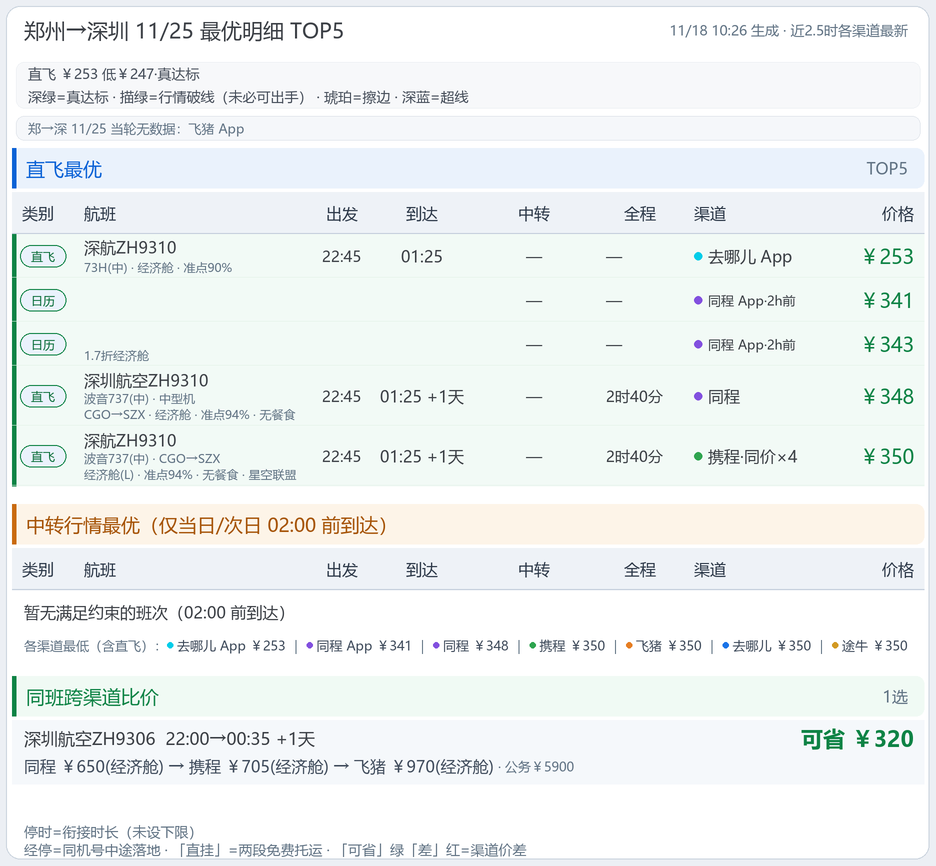 郑州→深圳 11/25 最优明细 TOP5
11/18 10:26 生成 · 近2.5时各渠道最新
直飞 ¥253 低¥247·真达标
深绿=真达标 · 描绿=行情破线（未必可出手） · 琥珀=擦边 · 深蓝=超线
郑→深 11/25 当轮无数据：飞猪 App
直飞最优 TOP5
类别 航班 出发 到达 中转 全程 渠道 价格
直飞 深航ZH9310 22:45 01:25 — — 去哪儿 App ¥253
73H(中) · 经济舱 · 准点90%
日历 — — 同程 App·2h前 ¥341
日历 — — 同程 App·2h前 ¥343
1.7折经济舱
直飞 深圳航空ZH9310 22:45 01:25 +1天 — 2时40分 同程 ¥348
波音737(中) · 中型机
CGO→SZX · 经济舱 · 准点94% · 无餐食
直飞 深航ZH9310 22:45 01:25 +1天 — 2时40分 携程·同价×4 ¥350
波音737(中) · CGO→SZX
经济舱(L) · 准点94% · 无餐食 · 星空联盟
中转行情最优（仅当日/次日 02:00 前到达）
类别 航班 出发 到达 中转 全程 渠道 价格
暂无满足约束的班次（02:00 前到达）
各渠道最低（含直飞）: 去哪儿 App ¥253 | 同程 App ¥341 | 同程 ¥348 | 携程 ¥350 | 飞猪 ¥350 | 去哪儿 ¥350 | 途牛 ¥350
同班跨渠道比价 1选
深圳航空ZH9306 22:00→00:35 +1天 可省 ¥320
同程 ¥650(经济舱) → 携程 ¥705(经济舱) → 飞猪 ¥970(经济舱) · 公务¥5900
停时=衔接时长（未设下限）
经停=同机号中途落地 · 「直挂」=两段免费托运 · 「可省」绿「差」红=渠道价差